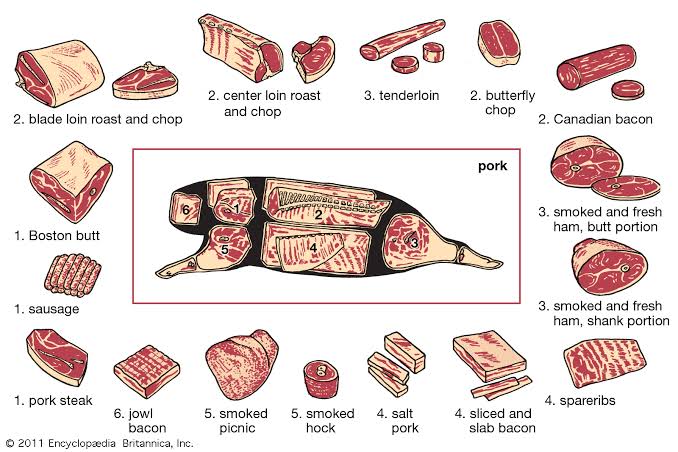 2. blade loin roast and chop
2. center loin roast
and chop
3. tenderloin
2. butterfly
chop
2. Canadian bacon
1. Boston butt
pork
6
1
2
3
4
5
3. smoked and fresh
ham, butt portion
1. sausage
3. smoked and fresh
ham, shank portion
1. pork steak
6. jowl
bacon
5. smoked
picnic
5. smoked
hock
4. salt
pork
4. sliced and
slab bacon
4. spareribs
© 2011 Encyclopædia Britannica, Inc.